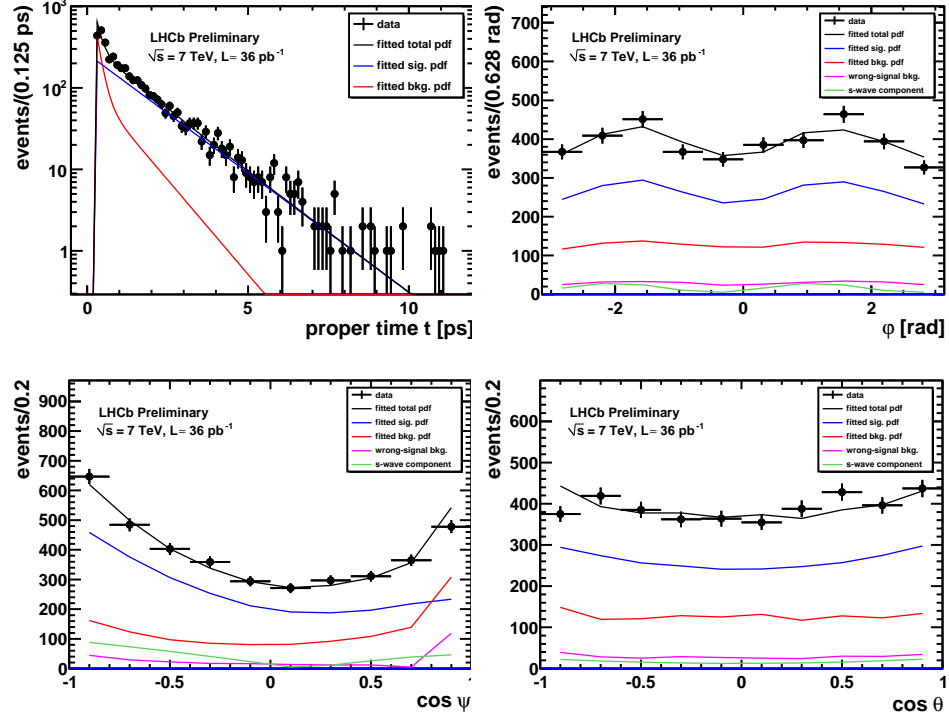 events/(0.125 ps)
10³
10²
10
1
LHCb Preliminary
√s = 7 TeV, L= 36 pb⁻¹
data
fitted total pdf
fitted sig. pdf
fitted bkg. pdf
0 5 10
proper time t [ps]
events/(0.628 rad)
700
600
500
400
300
200
100
0
LHCb Preliminary
√s = 7 TeV, L= 36 pb⁻¹
data
fitted total pdf
fitted sig. pdf
fitted bkg. pdf
wrong-signal bkg.
s-wave component
-2 0 2
φ [rad]
events/0.2
900
800
700
600
500
400
300
200
100
0
LHCb Preliminary
√s = 7 TeV, L= 36 pb⁻¹
data
fitted total pdf
fitted sig. pdf
fitted bkg. pdf
wrong-signal bkg.
s-wave component
-1 -0.5 0 0.5 1
cos ψ
events/0.2
600
500
400
300
200
100
0
LHCb Preliminary
√s = 7 TeV, L= 36 pb⁻¹
data
fitted total pdf
fitted sig. pdf
fitted bkg. pdf
wrong-signal bkg.
s-wave component
-1 -0.5 0 0.5 1
cos θ